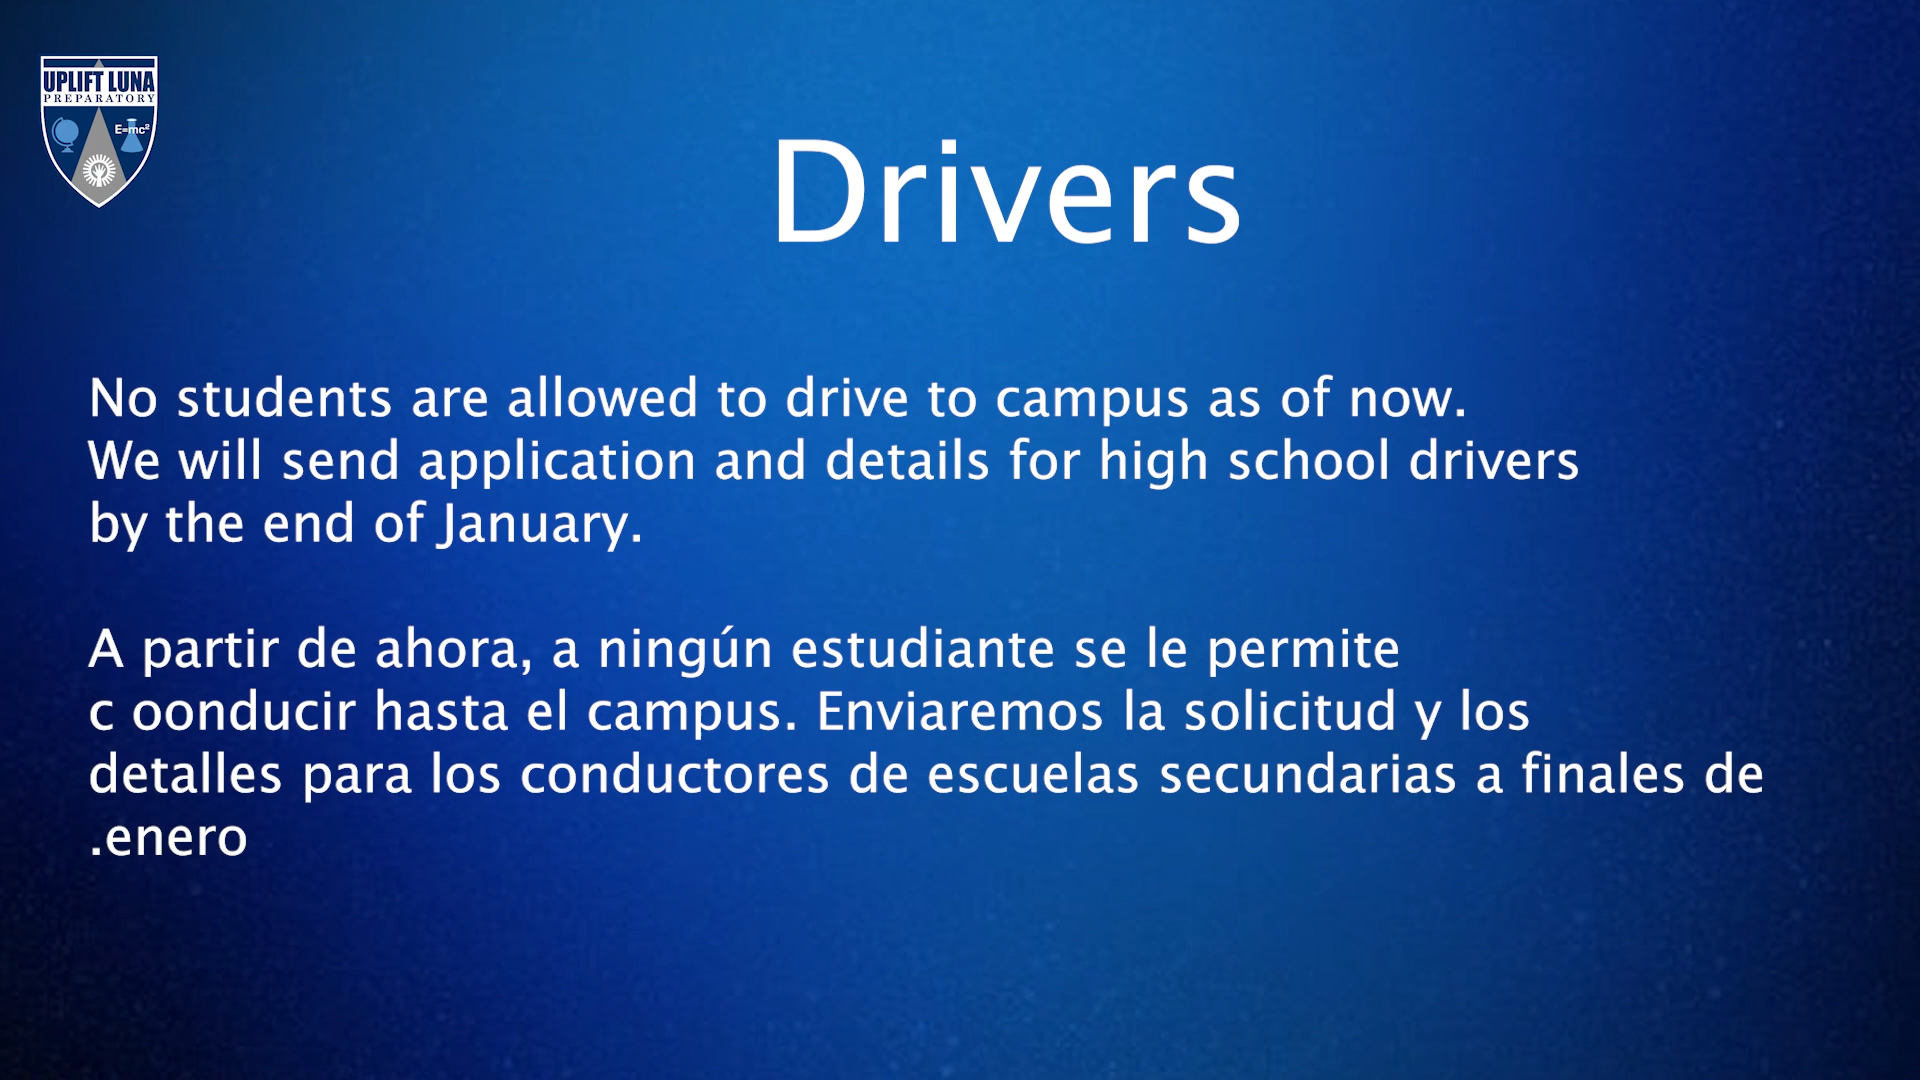 UPLIFT LUNA
PREPARATORY
E=mc²
Drivers
No students are allowed to drive to campus as of now.
We will send application and details for high school drivers
by the end of January.
A partir de ahora, a ningún estudiante se le permite
c oonducir hasta el campus. Enviaremos la solicitud y los
detalles para los conductores de escuelas secundarias a finales de
.enero